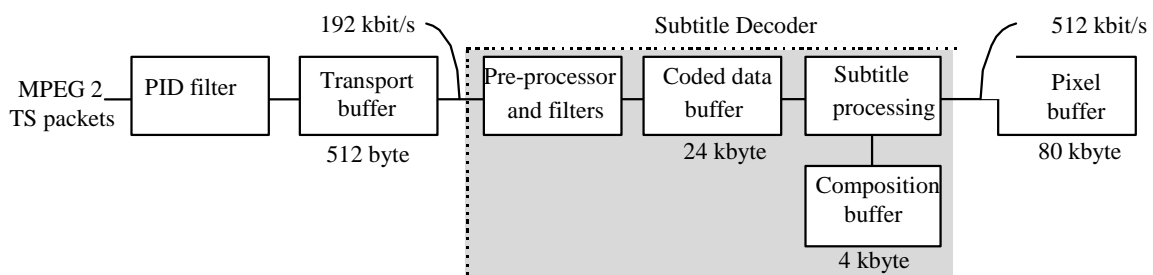 192 kbit/s
Subtitle Decoder
512 kbit/s
MPEG 2
TS packets
PID filter
Transport
buffer
512 byte
Pre-processor
and filters
Coded data
buffer
24 kbyte
Subtitle
processing
Composition
buffer
4 kbyte
Pixel
buffer
80 kbyte